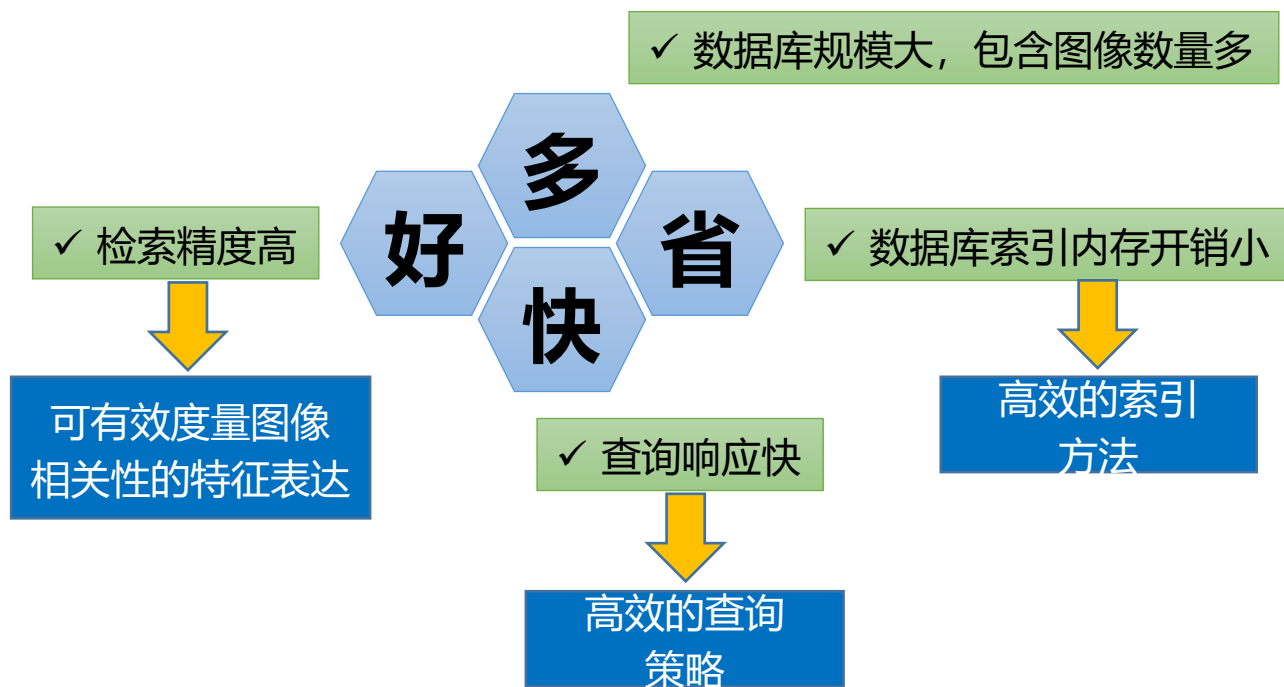 ✓ 数据库规模大，包含图像数量多
多
好
省
快
✓ 检索精度高
✓ 数据库索引内存开销小
可有效度量图像
相关性的特征表达
高效的索引
方法
✓ 查询响应快
高效的查询
策略